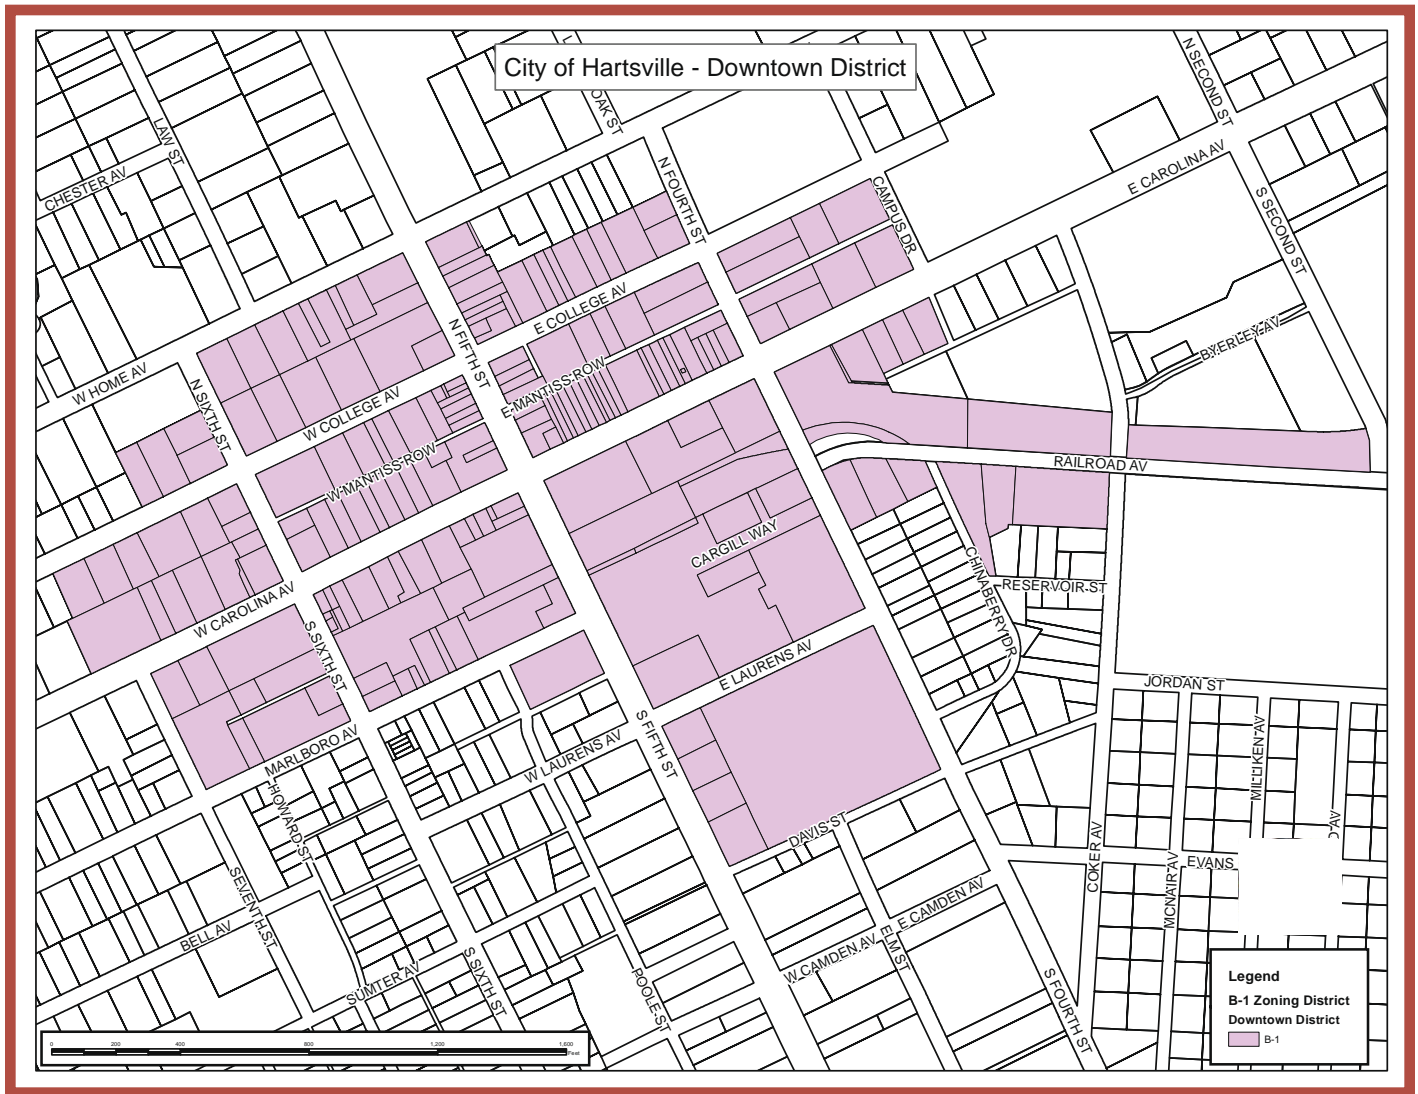 City of Hartsville - Downtown District
N SECOND ST
OAK ST
LAW ST
CHESTER AV
N FOURTH ST
E CAROLINA AV
CAMPUS DR
S SECOND ST
E COLLEGE AV
N FIFTH ST
BYERLEY AV
W HOME AV
E MANTISS ROW
N SIXTH ST
W COLLEGE AV
W MANTISS ROW
RAILROAD AV
CARGILL WAY
CHINABERRY DR
RESERVOIR ST
W CAROLINA AV
S SIXTH ST
E LAURENS AV
JORDAN ST
MARLBORO AV
W LAURENS AV
S FIFTH ST
MILLIKEN AV
HOWARD ST
DAVIS ST
COKER AV
MCNAIR AV
EVANS
SEVENTH ST
BELL AV
E CAMDEN AV
W CAMDEN AV
ELM ST
SUMTER AV
S SIXTH ST
POOLE ST
S FOURTH ST
Legend
B-1 Zoning District
Downtown District
B-1
0 200 400 800 1,200 1,600
Feet